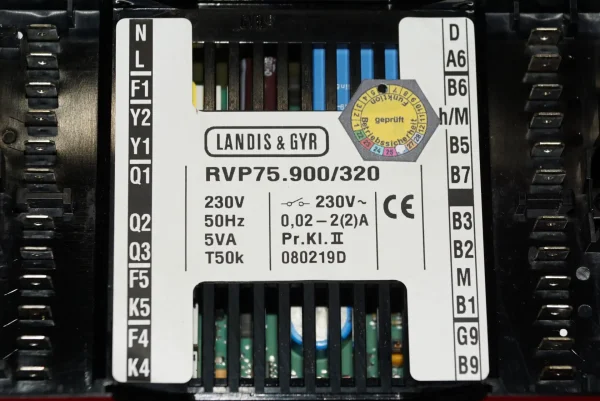 N
L
F1
Y2
Y1
Q1
Q2
Q3
F5
K5
F4
K4
LANDIS & GYR
RVP75.900/320
230V
50Hz
5VA
T50k
230V~
0,02-2(2)A
Pr.Kl. II
080219D
CE
Funktion
geprüft
Betriebssicherheit
D
A6
B6
h/M
B5
B7
B3
B2
M
B1
G9
B9